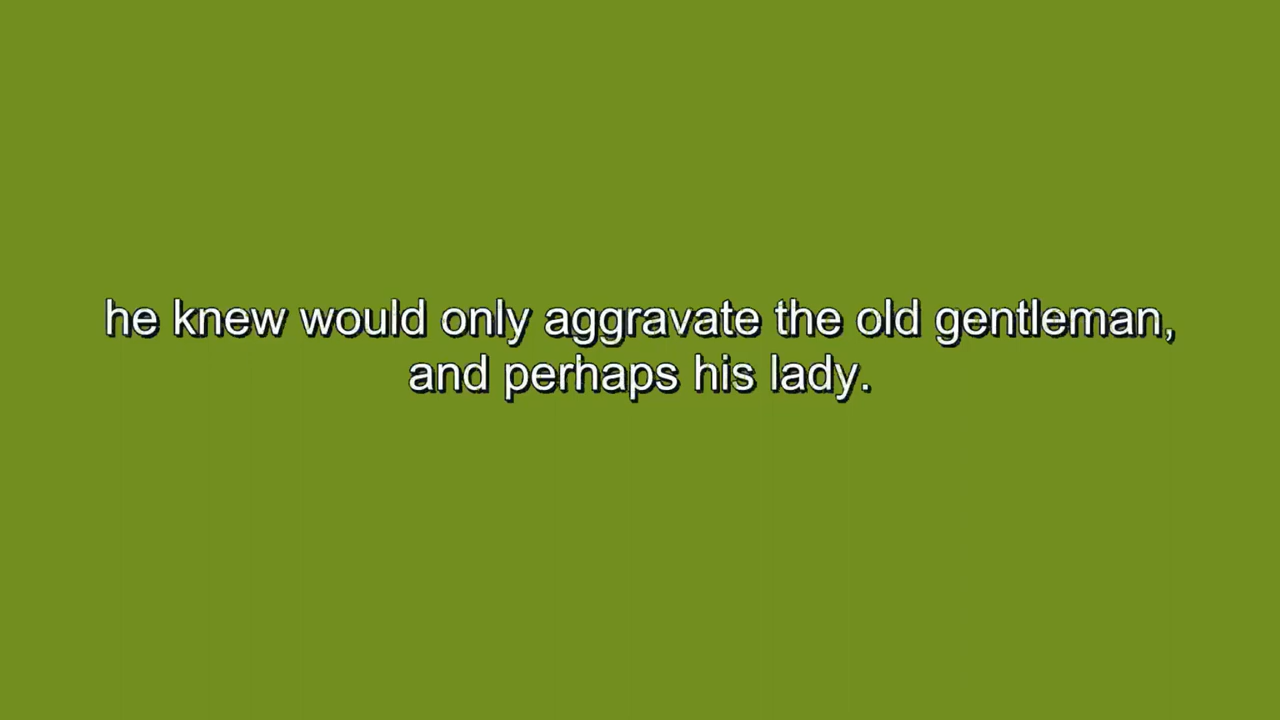 he knew would only aggravate the old gentleman,
and perhaps his lady.